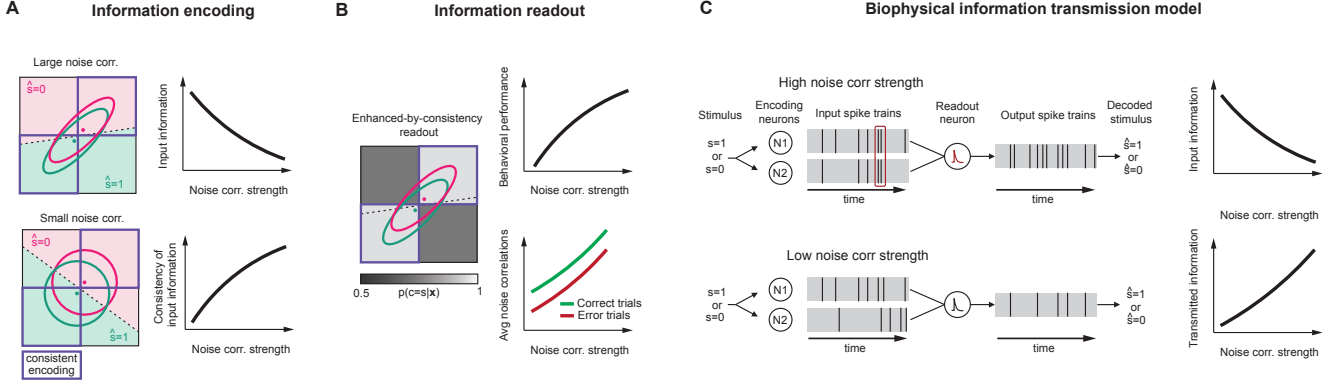 A
Information encoding
Large noise corr.
^
s=0
^
s=1
Input information
Noise corr. strength
Small noise corr.
^
s=0
^
s=1
consistent
encoding
Consistency of
input information
Noise corr. strength
B
Information readout
Enhanced-by-consistency
readout
0.5
p(c=s|x)
1
Behavioral performance
Noise corr. strength
Avg noise correlations
Correct trials
Error trials
Noise corr. strength
C
Biophysical information transmission model
High noise corr strength
Stimulus
Encoding
neurons
Input spike trains
Readout
neuron
Output spike trains
Decoded
stimulus
s=1
or
s=0
N1
N2
ŝ=1
or
ŝ=0
time
time
Input information
Noise corr. strength
Low noise corr strength
s=1
or
s=0
N1
N2
ŝ=1
or
ŝ=0
time
time
Transmitted information
Noise corr. strength